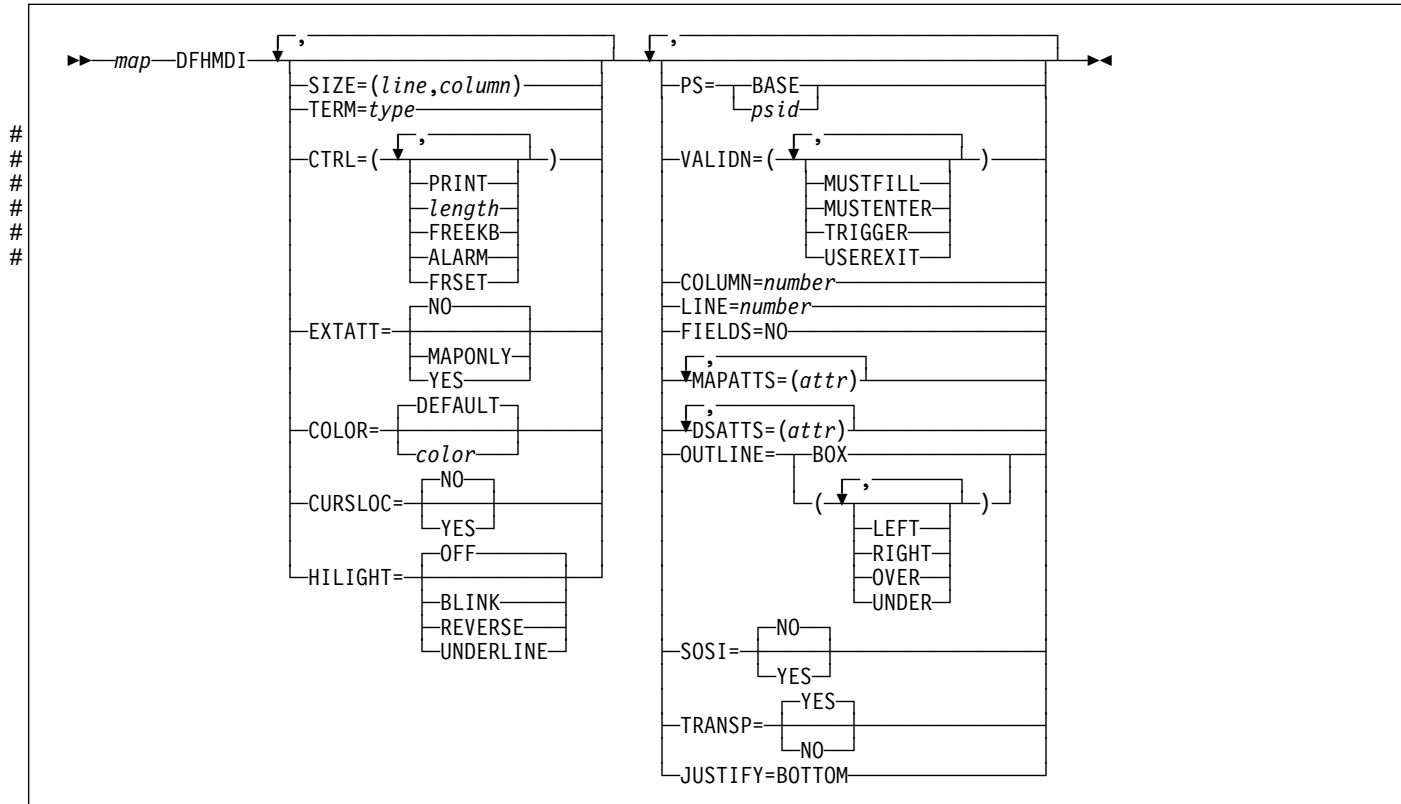 , ,
map DFHMDI
SIZE=(line,column) PS= BASE
psid
TERM=type
# , ,
# CTRL=( ) VALIDN=( )
# PRINT MUSTFILL
# length MUSTENTER
# FREEKB TRIGGER
# ALARM USEREXIT
FRSET
COLUMN=number
NO LINE=number
EXTATT= FIELDS=NO
MAPONLY ,
YES MAPATTS=(attr)
DEFAULT ,
COLOR= DSATTS=(attr)
color OUTLINE= BOX
NO ,
CURSLOC= ( )
YES LEFT
OFF RIGHT
HILIGHT= OVER
BLINK UNDER
REVERSE NO
UNDERLINE SOSI=
YES
YES
TRANSP=
NO
JUSTIFY=BOTTOM